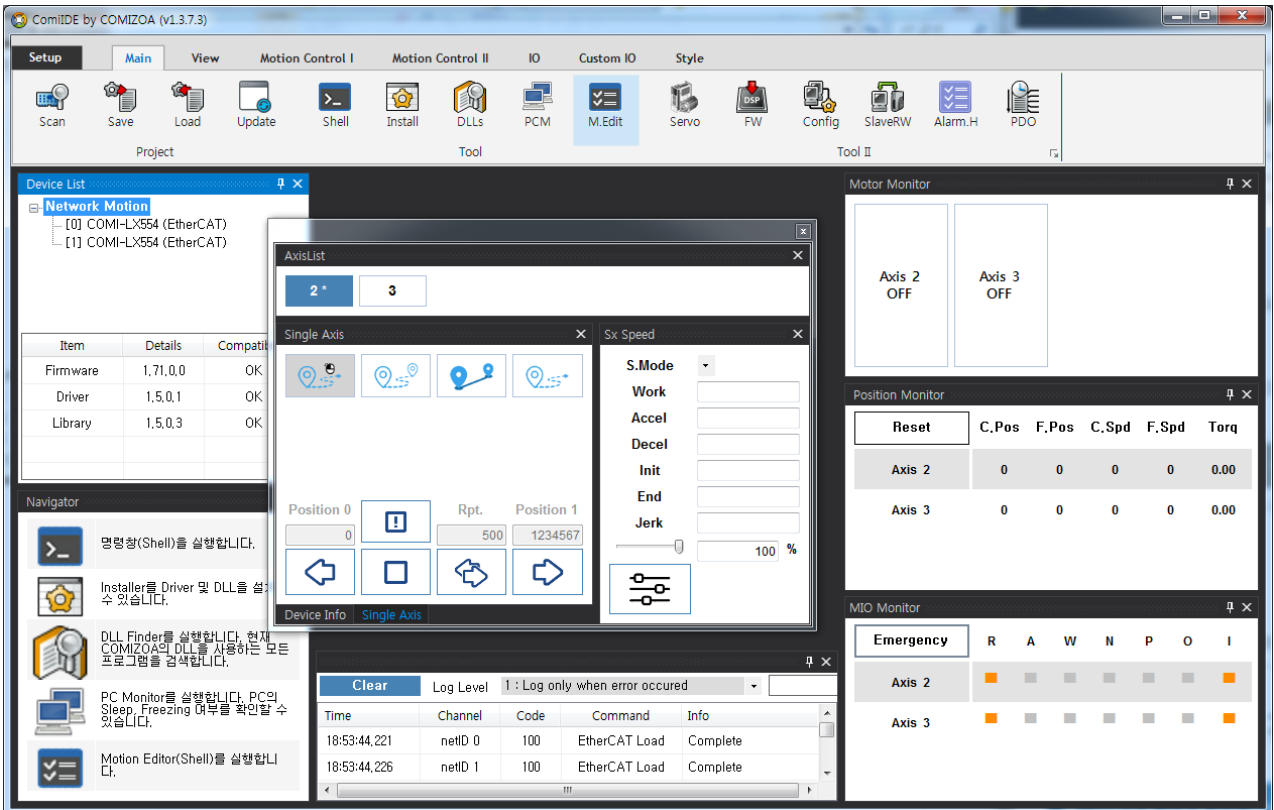 ComiIDE by COMIZOA (v1.3.7.3)
Setup Main View Motion Control I Motion Control II IO Custom IO Style
Scan Save Load Update Shell Install DLLs PCM M.Edit Servo FW Config SlaveRW Alarm.H PDO
DSP
Project Tool Tool II
Device List
Network Motion
[0] COMI-LX554 (EtherCAT)
[1] COMI-LX554 (EtherCAT)
Item Details
Firmware 1,71,0,0 OK
Driver 1,5,0,1 OK
Library 1,5,0,3 OK
Navigator
명령창(Shell)을 실행합니다.
Installer를 Driver 및 DLL을
수 있습니다.
DLL Finder를 실행합니다. 현재
COMIZOA의 DLL을 사용하는 모든
프로그램을 검색합니다.
PC Monitor를 실행합니다. PC의
Sleep, Freezing 여부를 확인할 수
있습니다.
Motion Editor(Shell)를 실행합니
다.
AxisList
2 * 3
Single Axis
Position 0 Rpt. Position 1
0 500 1234567
Device Info Single Axis
Sx Speed
S.Mode
Work
Accel
Decel
Init
End
Jerk
100 %
Clear Log Level 1 : Log only when error occured
Time Channel Code Command Info
18:53:44,221 netID 0 100 EtherCAT Load Complete
18:53:44,226 netID 1 100 EtherCAT Load Complete
Motor Monitor
Axis 2
OFF
Axis 3
OFF
Position Monitor
Reset C.Pos F.Pos C.Spd F.Spd Torq
Axis 2 0 0 0 0 0.00
Axis 3 0 0 0 0 0.00
MIO Monitor
Emergency R A W N P O I
Axis 2
Axis 3